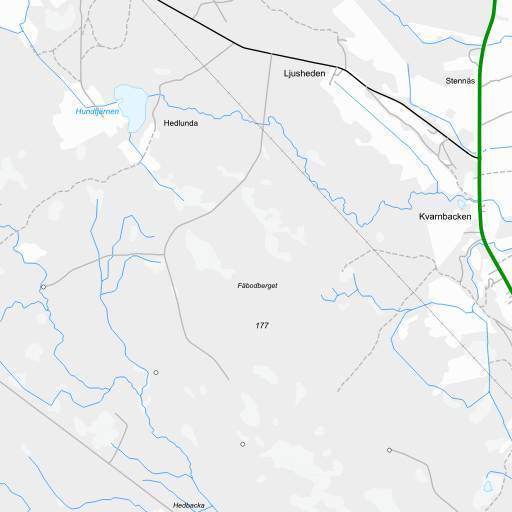 Ljusheden
Stennäs
Hundtjärnen
Hedlunda
Kvarnbacken
Fäbodberget
177
Hedbacka